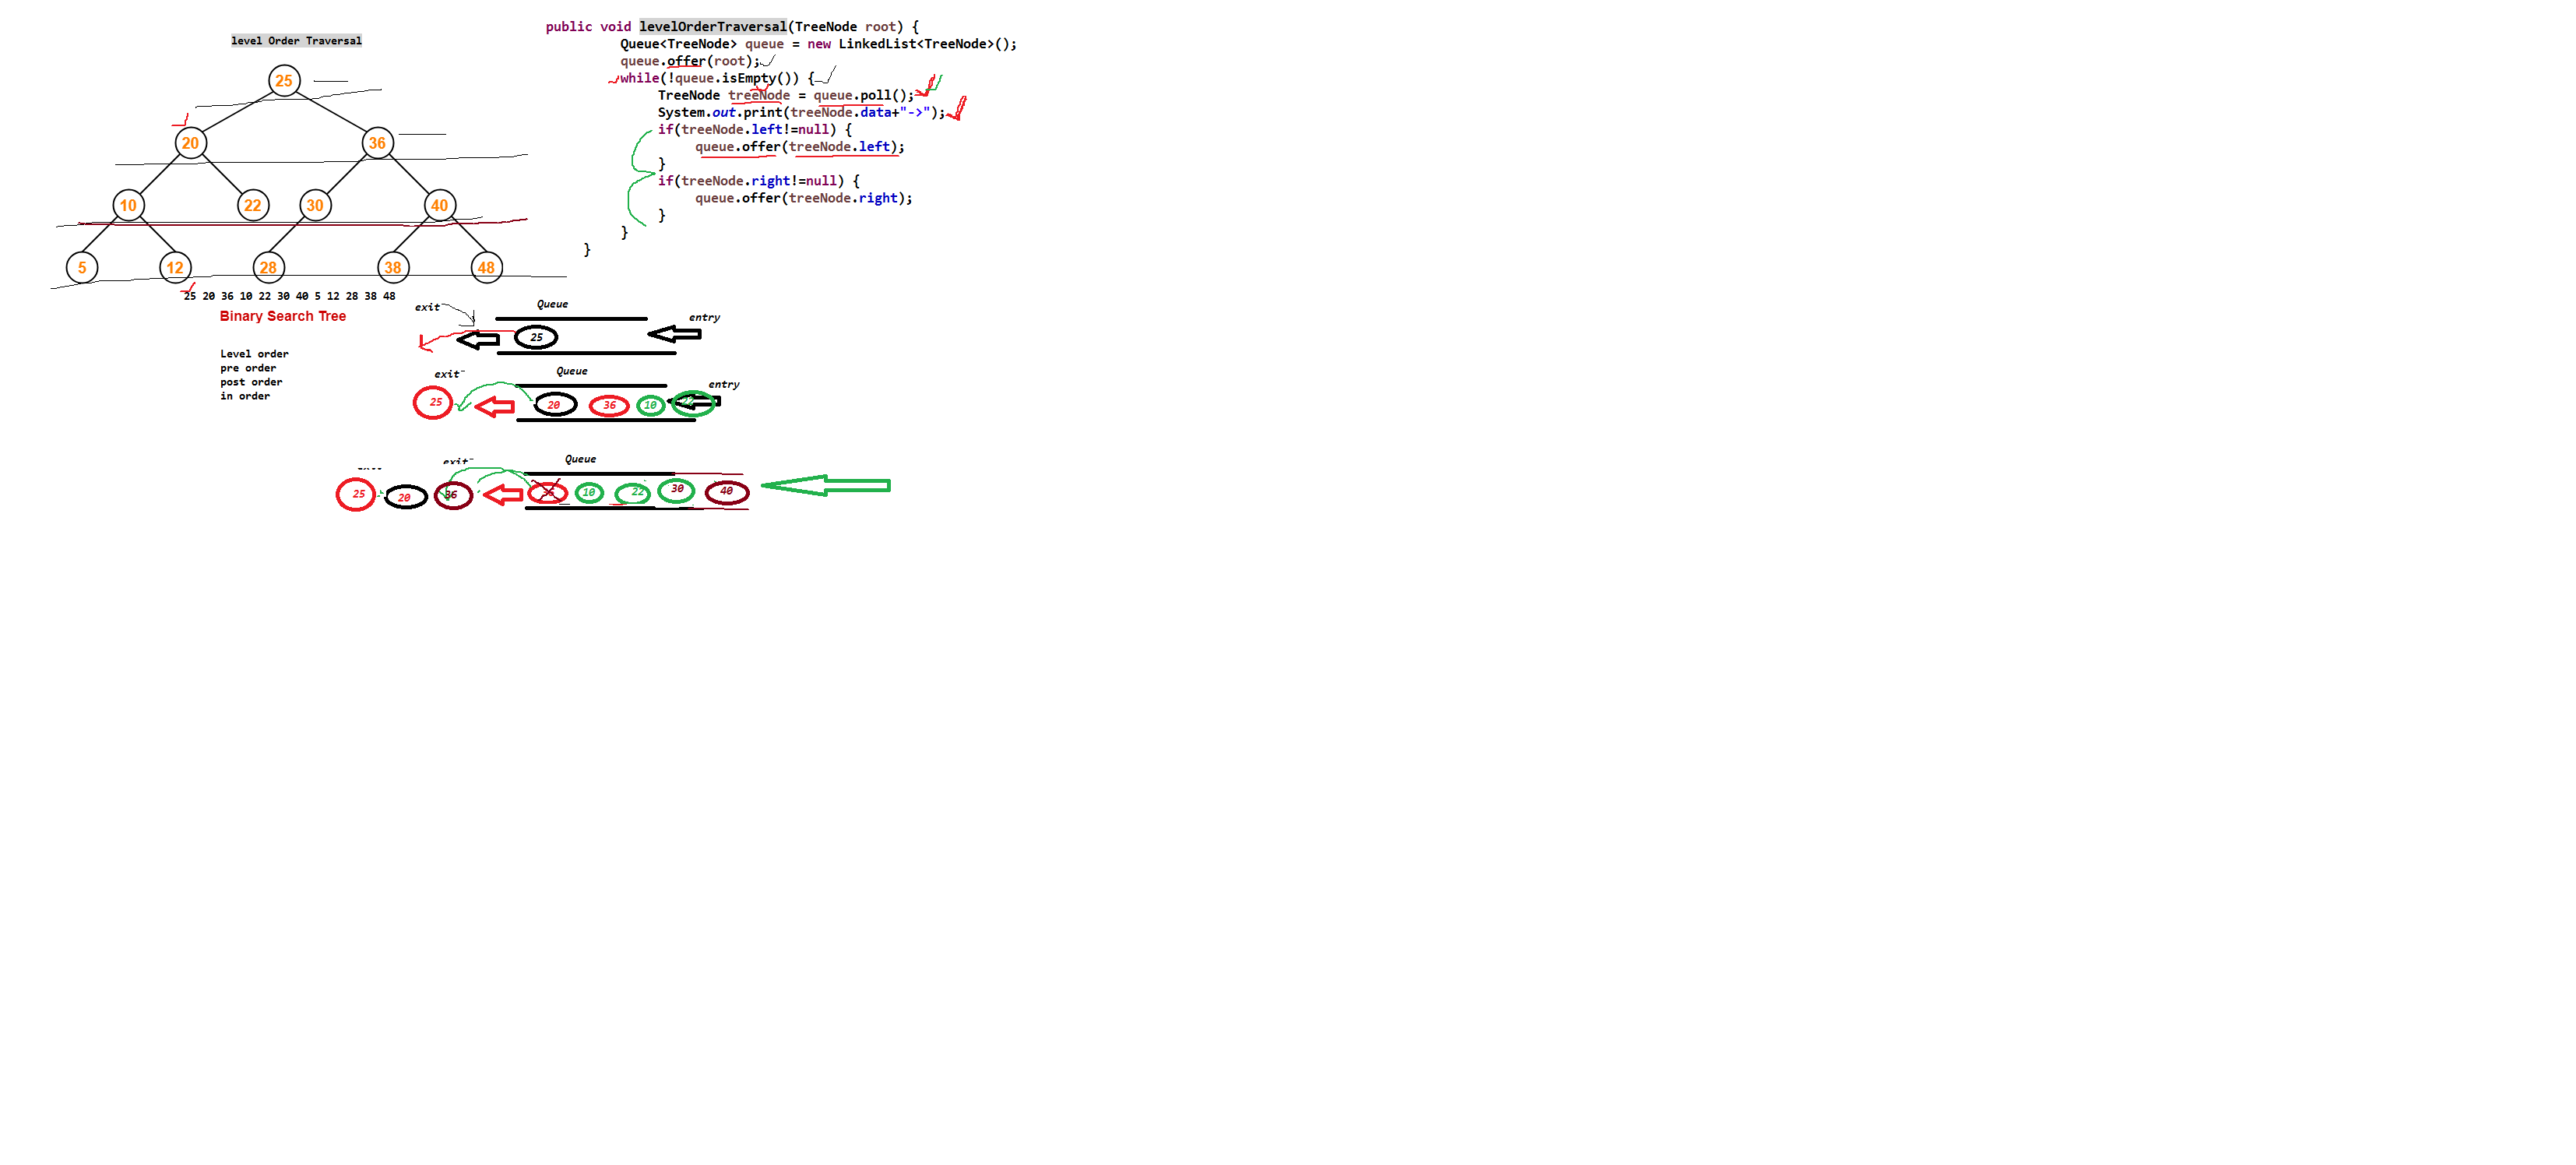 level Order Traversal
25
20 36
10 22 30 40
5 12 28 38 48
25 20 36 10 22 30 40 5 12 28 38 48
Binary Search Tree
Level order
pre order
post order
in order
public void levelOrderTraversal(TreeNode root) {
Queue<TreeNode> queue = new LinkedList<TreeNode>();
queue.offer(root);
while(!queue.isEmpty()) {
TreeNode treeNode = queue.poll();
System.out.print(treeNode.data+"->");
if(treeNode.left!=null) {
queue.offer(treeNode.left);
}
if(treeNode.right!=null) {
queue.offer(treeNode.right);
}
}
}
Queue
exit
entry
25
Queue
exit
entry
25 20 36 10
Queue
exit
25 20 36 36 10 22 30 40